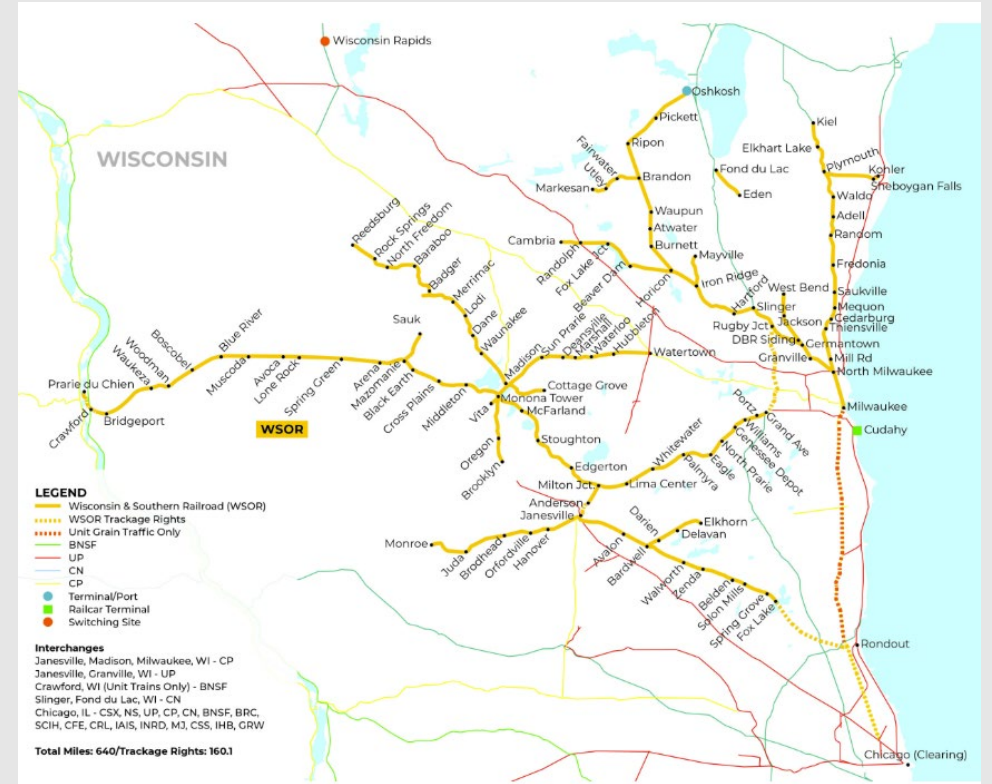 Wisconsin Rapids
WISCONSIN
Oshkosh
Pickett
Ripon
Fairwater
Utley
Markesan
Brandon
Fond du Lac
Eden
Kiel
Elkhart Lake
Plymouth
Kohler
Sheboygan Falls
Waldo
Adell
Random
Fredonia
Saukville
Mequon
Cedarburg
Thiensville
Waupun
Atwater
Burnett
Mayville
Cambria
Randolph
Fox Lake Jct.
Beaver Dam
Horicon
Iron Ridge
Hartford
West Bend
Slinger
Rugby Jct.
Jackson
DBR Siding
Germantown
Granville
Mill Rd
North Milwaukee
Milwaukee
Cudahy
Reedsburg
Rock Springs
North Freedom
Baraboo
Badger
Merrimac
Lodi
Dane
Waunakee
Sauk
Madison
Sun Prarie
Deansville
Marshall
Waterloo
Hubbleton
Watertown
Cottage Grove
Monona Tower
McFarland
Vita
Oregon
Brooklyn
Stoughton
Edgerton
Prarie du Chien
Crawford
Bridgeport
Waukeza
Woodman
Boscobel
Blue River
Muscoda
Avoca
Lone Rock
Spring Green
Arena
Mazomanie
Black Earth
Cross Plains
Middleton
WSOR
Milton Jct.
Lima Center
Whitewater
Palmyra
Eagle
North Prarie
Genessee Depot
Williams
Portz
Grand Ave
Anderson
Janesville
Monroe
Juda
Brodhead
Orfordville
Hanover
Avalon
Bardwell
Darien
Delavan
Elkhorn
Walworth
Zenda
Belden
Solon Mills
Spring Grove
Fox Lake
Rondout
Chicago (Clearing)
LEGEND
Wisconsin & Southern Railroad (WSOR)
WSOR Trackage Rights
Unit Grain Traffic Only
BNSF
UP
CN
CP
Terminal/Port
Railcar Terminal
Switching Site
Interchanges
Janesville, Madison, Milwaukee, WI - CP
Janesville, Granville, WI - UP
Crawford, WI (Unit Trains Only) - BNSF
Slinger, Fond du Lac, WI - CN
Chicago, IL - CSX, NS, UP, CP, CN, BNSF, BRC,
SCIH, CFE, CRL, IAIS, INRD, MJ, CSS, IHB, GRW
Total Miles: 640/Trackage Rights: 160.1